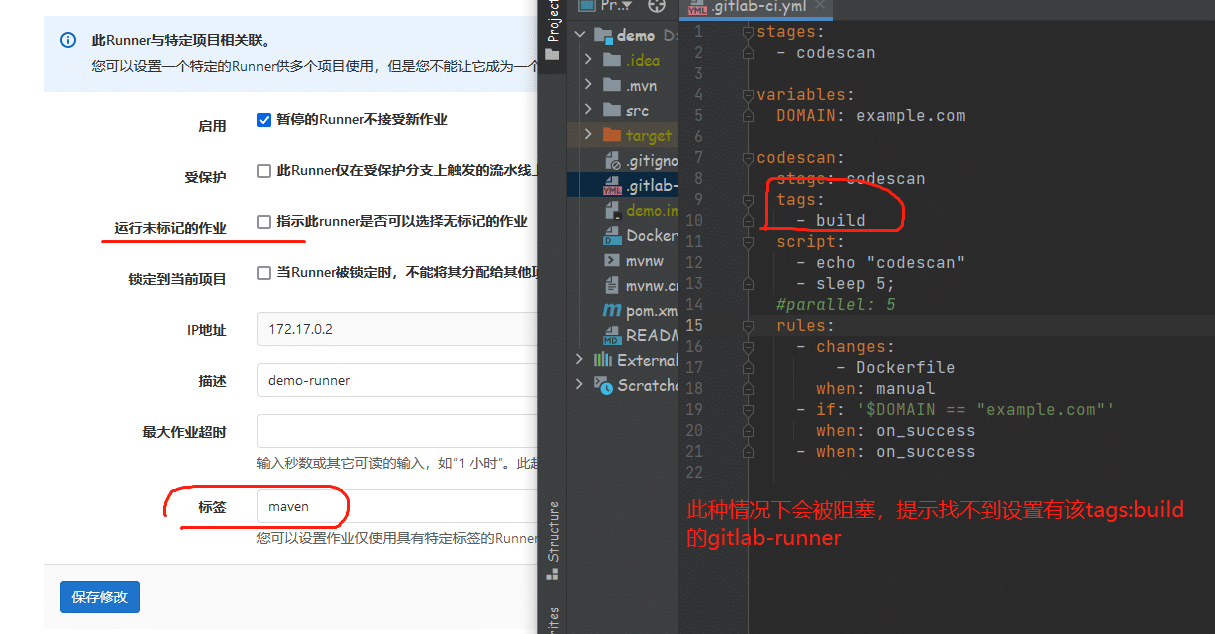 此Runner与特定项目相关联。
您可以设置一个特定的Runner供多个项目使用，但是您不能让它成为一个
启用
暂停的Runner不接受新作业
受保护
此Runner仅在受保护分支上触发的流水线上
运行未标记的作业
指示此runner是否可以选择无标记的作业
锁定到当前项目
当Runner被锁定时，不能将其分配给其他项
IP地址
172.17.0.2
描述
demo-runner
最大作业超时
输入秒数或其它可读的输入，如“1 小时”。此超
标签
maven
您可以设置作业仅使用具有特定标签的Runner
保存修改
Project
Structure
Pr...
demo D:
.idea
.mvn
src
target
.gitigno
.gitlab-
demo.im
Docker
mvnw
mvnw.c
pom.xm
READM
External
Scratche
.gitlab-ci.yml
1 stages:
2 - codescan
3
4 variables:
5 DOMAIN: example.com
6
7 codescan:
8 stage: codescan
9 tags:
10 - build
11 script:
12 - echo "codescan"
13 - sleep 5;
14 #parallel: 5
15 rules:
16 - changes:
17 - Dockerfile
18 when: manual
19 - if: '$DOMAIN == "example.com"'
20 when: on_success
21 - when: on_success
22
此种情况下会被阻塞，提示找不到设置有该tags:build
的gitlab-runner